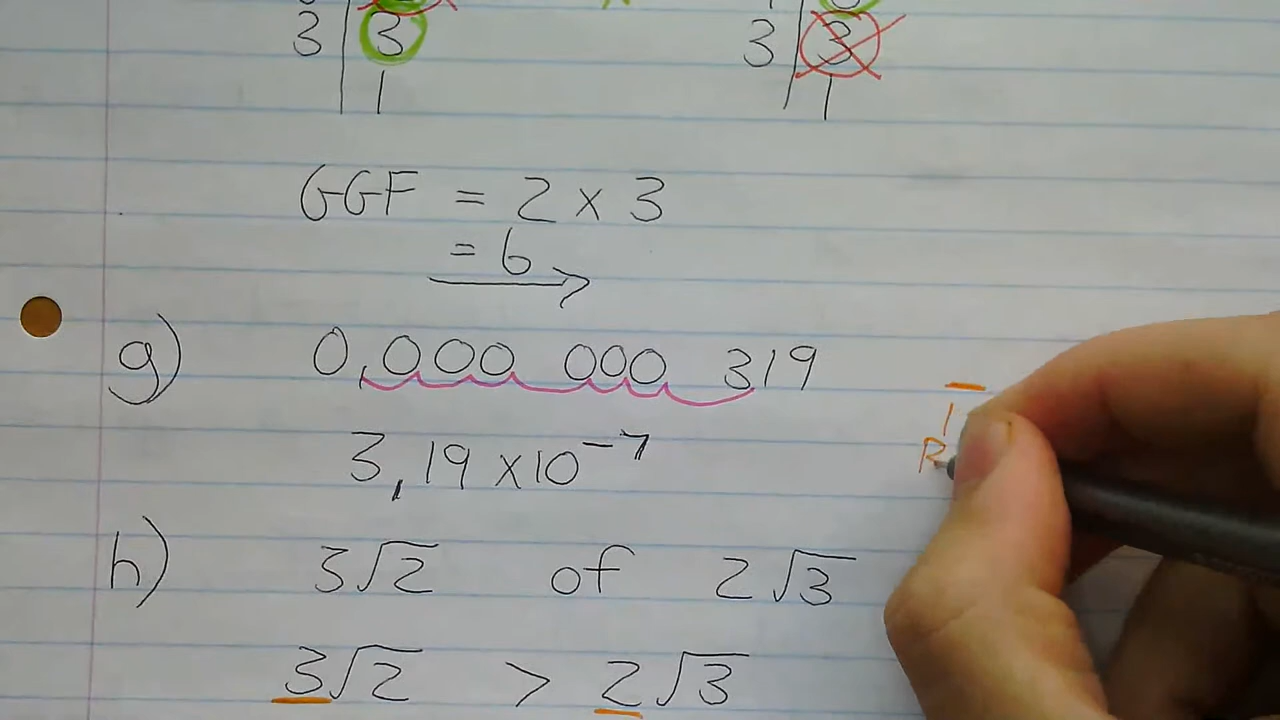 3 | 3 3 | 3
1 1
GGF = 2 x 3
= 6
g) 0,000 000 319
3,19 x 10⁻⁷
h) 3√2 of 2√3
3√2 > 2√3